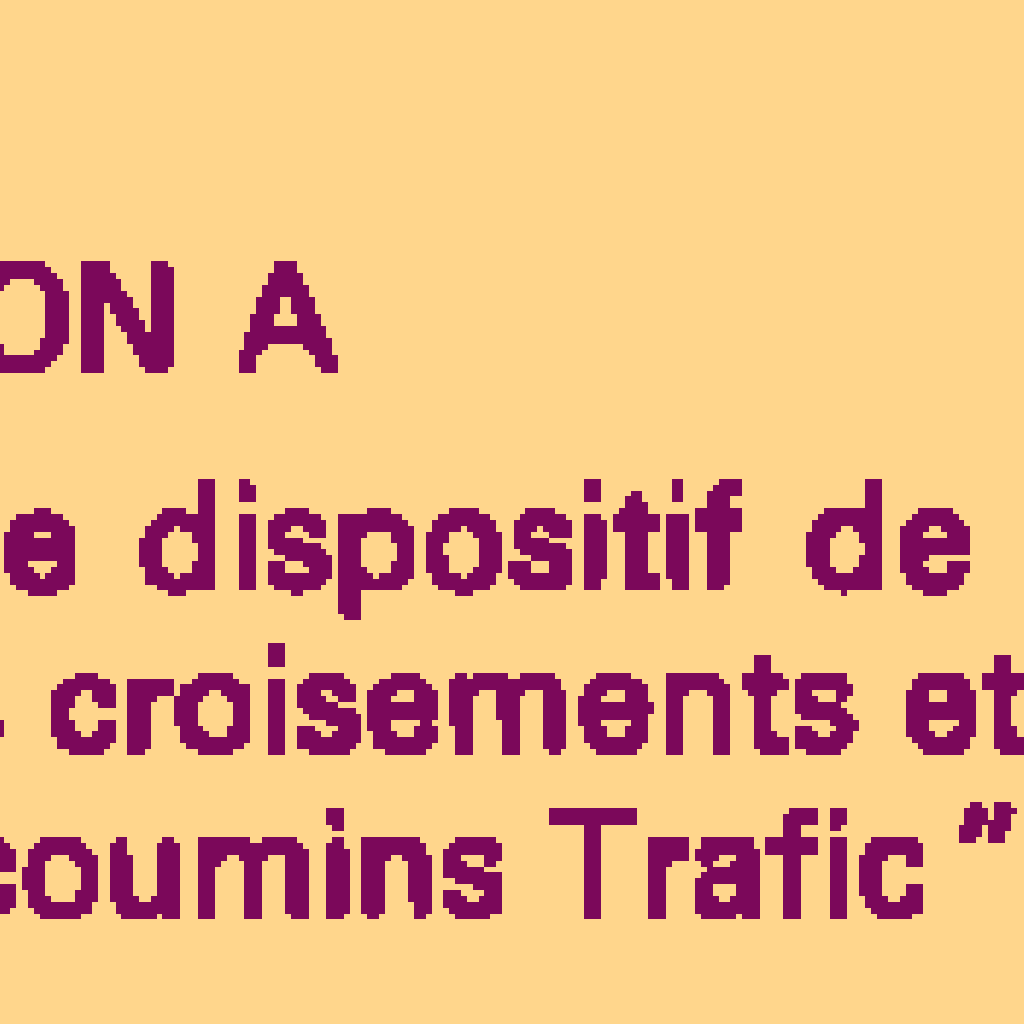 ON A
e dispositif de
croisements et
coumins Trafic "